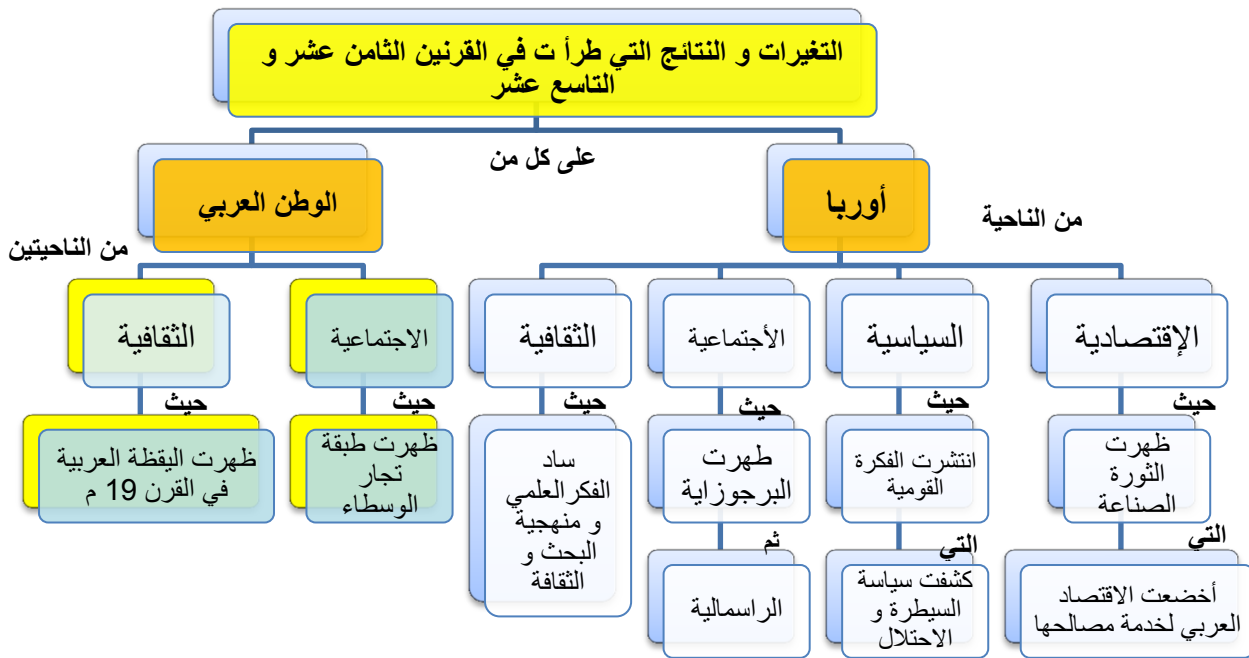 التغيرات و النتائج التي طرأ ت في القرنين الثامن عشر و
التاسع عشر
على كل من
أوربا
الوطن العربي
من الناحية
من الناحيتين
الإقتصادية
السياسية
الأجتماعية
الثقافية
الاجتماعية
الثقافية
حيث
حيث
حيث
حيث
حيث
حيث
ظهرت
الثورة
الصناعة
انتشرت الفكرة
القومية
طهرت
البرجوزاية
ساد
الفكرالعلمي
و منهجية
البحث و
الثقافة
ظهرت طبقة
تجار
الوسطاء
ظهرت اليقظة العربية
في القرن 19 م
التي
التي
ثم
أخضعت الاقتصاد
العربي لخدمة مصالحها
كشفت سياسة
السيطرة و
الاحتلال
الراسمالية